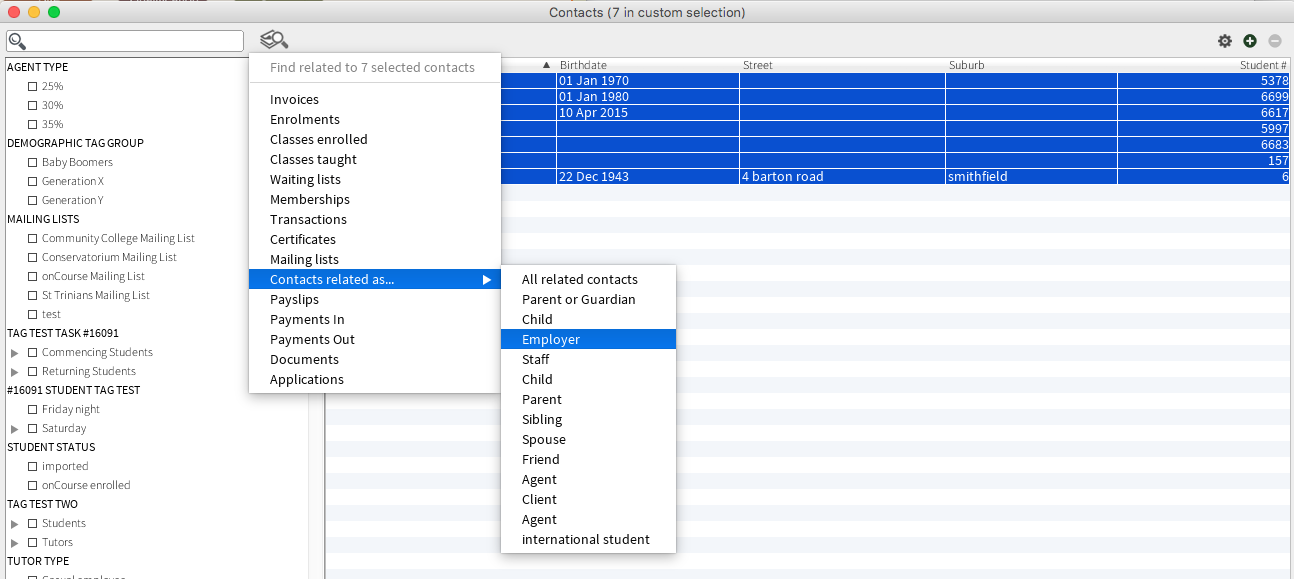 Contacts (7 in custom selection)
AGENT TYPE
25%
30%
35%
DEMOGRAPHIC TAG GROUP
Baby Boomers
Generation X
Generation Y
MAILING LISTS
Community College Mailing List
Conservatorium Mailing List
onCourse Mailing List
St Trinians Mailing List
test
TAG TEST TASK #16091
Commencing Students
Returning Students
#16091 STUDENT TAG TEST
Friday night
Saturday
STUDENT STATUS
imported
onCourse enrolled
TAG TEST TWO
Students
Tutors
TUTOR TYPE
Find related to 7 selected contacts
Invoices
Enrolments
Classes enrolled
Classes taught
Waiting lists
Memberships
Transactions
Certificates
Mailing lists
Contacts related as...
Payslips
Payments In
Payments Out
Documents
Applications
All related contacts
Parent or Guardian
Child
Employer
Staff
Child
Parent
Sibling
Spouse
Friend
Agent
Client
Agent
international student
Birthdate Street Suburb Student #
01 Jan 1970 5378
01 Jan 1980 6699
10 Apr 2015 6617
5997
6683
157
22 Dec 1943 4 barton road smithfield 6